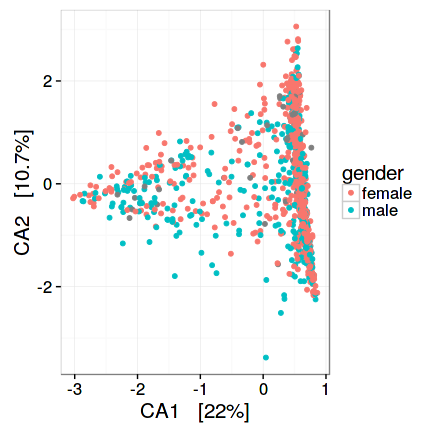 2
0
-2
CA2 [10.7%]
-3 -2 -1 0 1
CA1 [22%]
gender
female
male